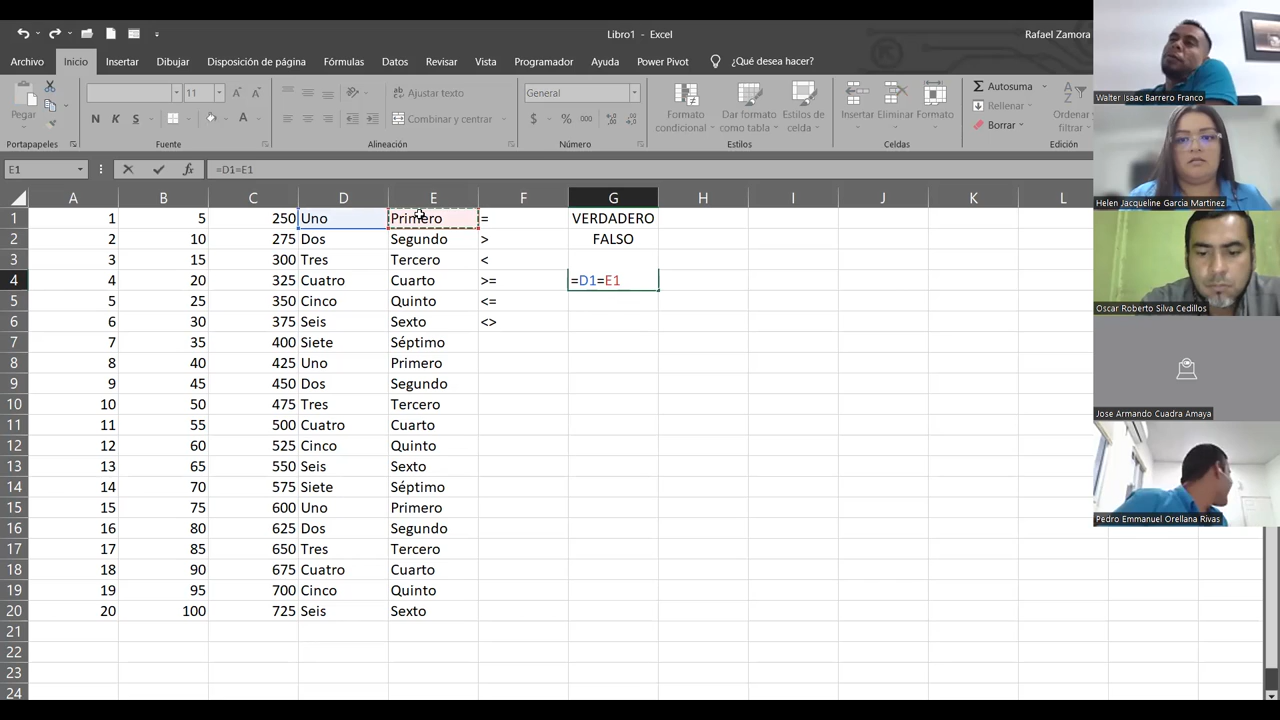 Libro1 - Excel
Rafael Zamora
Archivo Inicio Insertar Dibujar Disposición de página Fórmulas Datos Revisar Vista Programador Ayuda Power Pivot ¿Qué desea hacer?
Pegar
11
N K S
Ajustar texto
Combinar y centrar
General
$ % 000
Formato condicional
Dar formato como tabla
Estilos de celda
Insertar Eliminar Formato
Autosuma
Rellenar
Borrar
Ordenar y filtrar
Portapapeles Fuente Alineación Número Estilos Celdas Edición
E1 fx =D1=E1
A B C D E F G H I J K L
1 1 5 250 Uno Primero = VERDADERO
2 2 10 275 Dos Segundo > FALSO
3 3 15 300 Tres Tercero <
4 4 20 325 Cuatro Cuarto >= =D1=E1
5 5 25 350 Cinco Quinto <=
6 6 30 375 Seis Sexto <>
7 7 35 400 Siete Séptimo
8 8 40 425 Uno Primero
9 9 45 450 Dos Segundo
10 10 50 475 Tres Tercero
11 11 55 500 Cuatro Cuarto
12 12 60 525 Cinco Quinto
13 13 65 550 Seis Sexto
14 14 70 575 Siete Séptimo
15 15 75 600 Uno Primero
16 16 80 625 Dos Segundo
17 17 85 650 Tres Tercero
18 18 90 675 Cuatro Cuarto
19 19 95 700 Cinco Quinto
20 20 100 725 Seis Sexto
21
22
23
24
Walter Isaac Barrero Franco
Helen Jacqueline Garcia Martinez
Oscar Roberto Silva Cedillos
Jose Armando Cuadra Amaya
Pedro Emmanuel Orellana Rivas